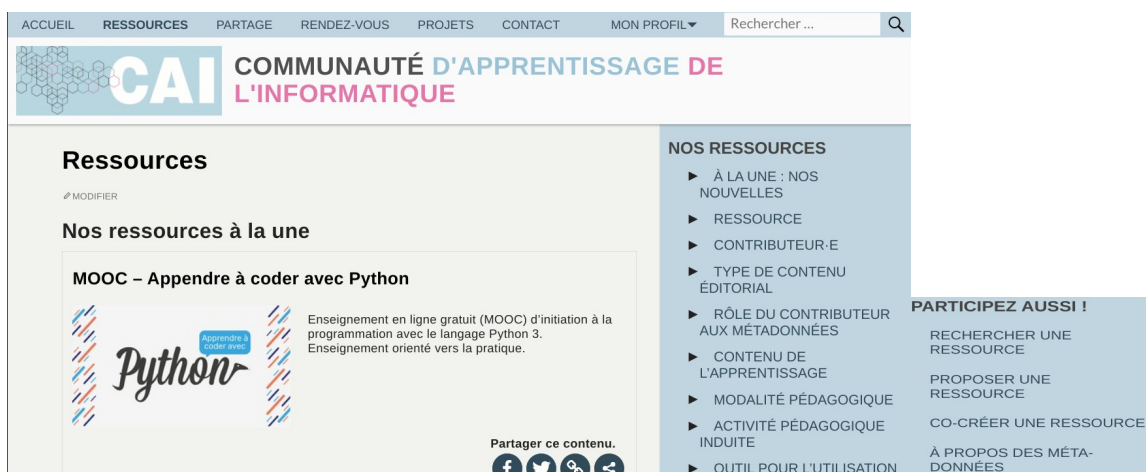 ACCUEIL RESSOURCES PARTAGE RENDEZ-VOUS PROJETS CONTACT MON PROFIL Rechercher ...
CAI
COMMUNAUTÉ D'APPRENTISSAGE DE
L'INFORMATIQUE
Ressources
MODIFIER
Nos ressources à la une
MOOC – Appendre à coder avec Python
Apprendre à
coder avec
Python
Enseignement en ligne gratuit (MOOC) d'initiation à la
programmation avec le langage Python 3.
Enseignement orienté vers la pratique.
Partager ce contenu.
NOS RESSOURCES
À LA UNE : NOS
NOUVELLES
RESSOURCE
CONTRIBUTEUR·E
TYPE DE CONTENU
ÉDITORIAL
RÔLE DU CONTRIBUTEUR
AUX MÉTADONNÉES
CONTENU DE
L'APPRENTISSAGE
MODALITÉ PÉDAGOGIQUE
ACTIVITÉ PÉDAGOGIQUE
INDUITE
OUTIL POUR L'UTILISATION
PARTICIPEZ AUSSI !
RECHERCHER UNE
RESSOURCE
PROPOSER UNE
RESSOURCE
CO-CRÉER UNE RESSOURCE
À PROPOS DES MÉTA-
DONNÉES